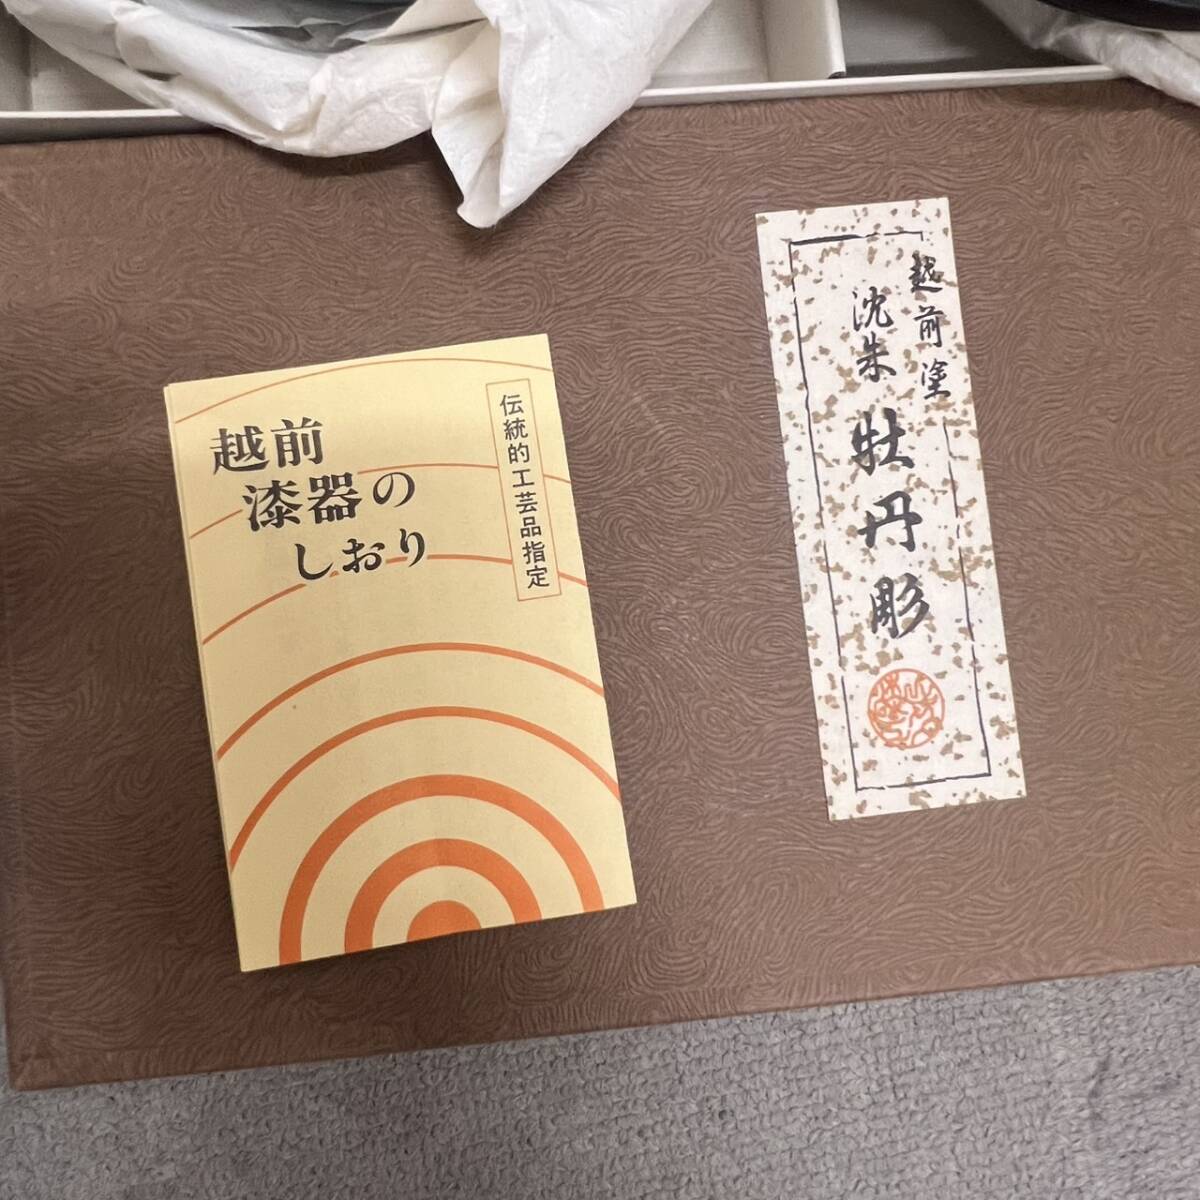 越前
漆器の
しおり
伝統的工芸品指定
越前塗
沈朱 牡丹彫